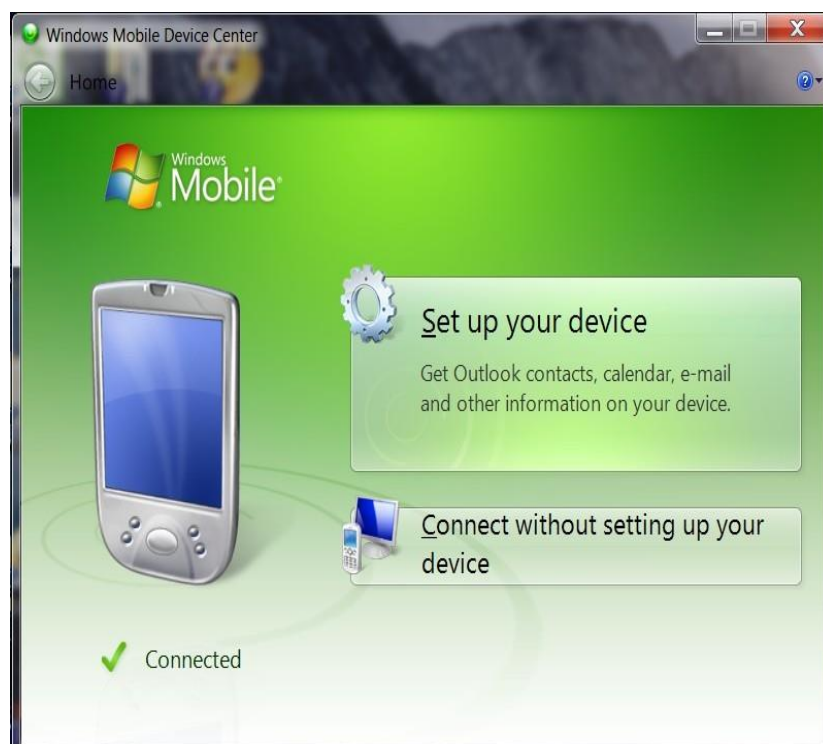 Windows Mobile Device Center
Home
Windows
Mobile
Set up your device
Get Outlook contacts, calendar, e-mail
and other information on your device.
Connect without setting up your
device
Connected